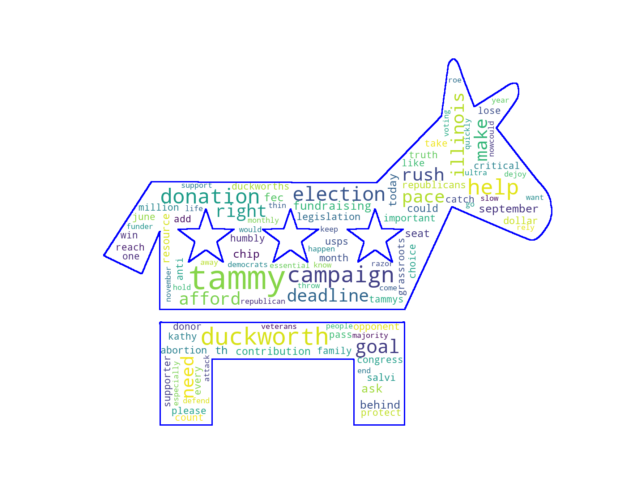 roe
year
voting
illinois
quickly
make
nowcould
lose
take
truth
like
critical
rush
ultra
dejoy
support
duckworths
donation
fec
election
today
republicans
pace
help
catch
slow
want
million
life
right
thin
fundraising
could
go
september
june
add
monthly
legislation
important
dollar
funder
would
keep
rely
win
resource
humbly
usps
seat
reach
chip
happen
one
month
grassroots
choice
anti
away
democrats
essential
know
razor
november
tammy
campaign
hold
throw
come
afford
republican
deadline
tammys
donor
veterans
people
opponent
kathy
duckworth
pass
majority
abortion
th
contribution
family
goal
congress
supporter
especially
need
every
attack
end
salvi
ask
defend
please
behind
count
protect